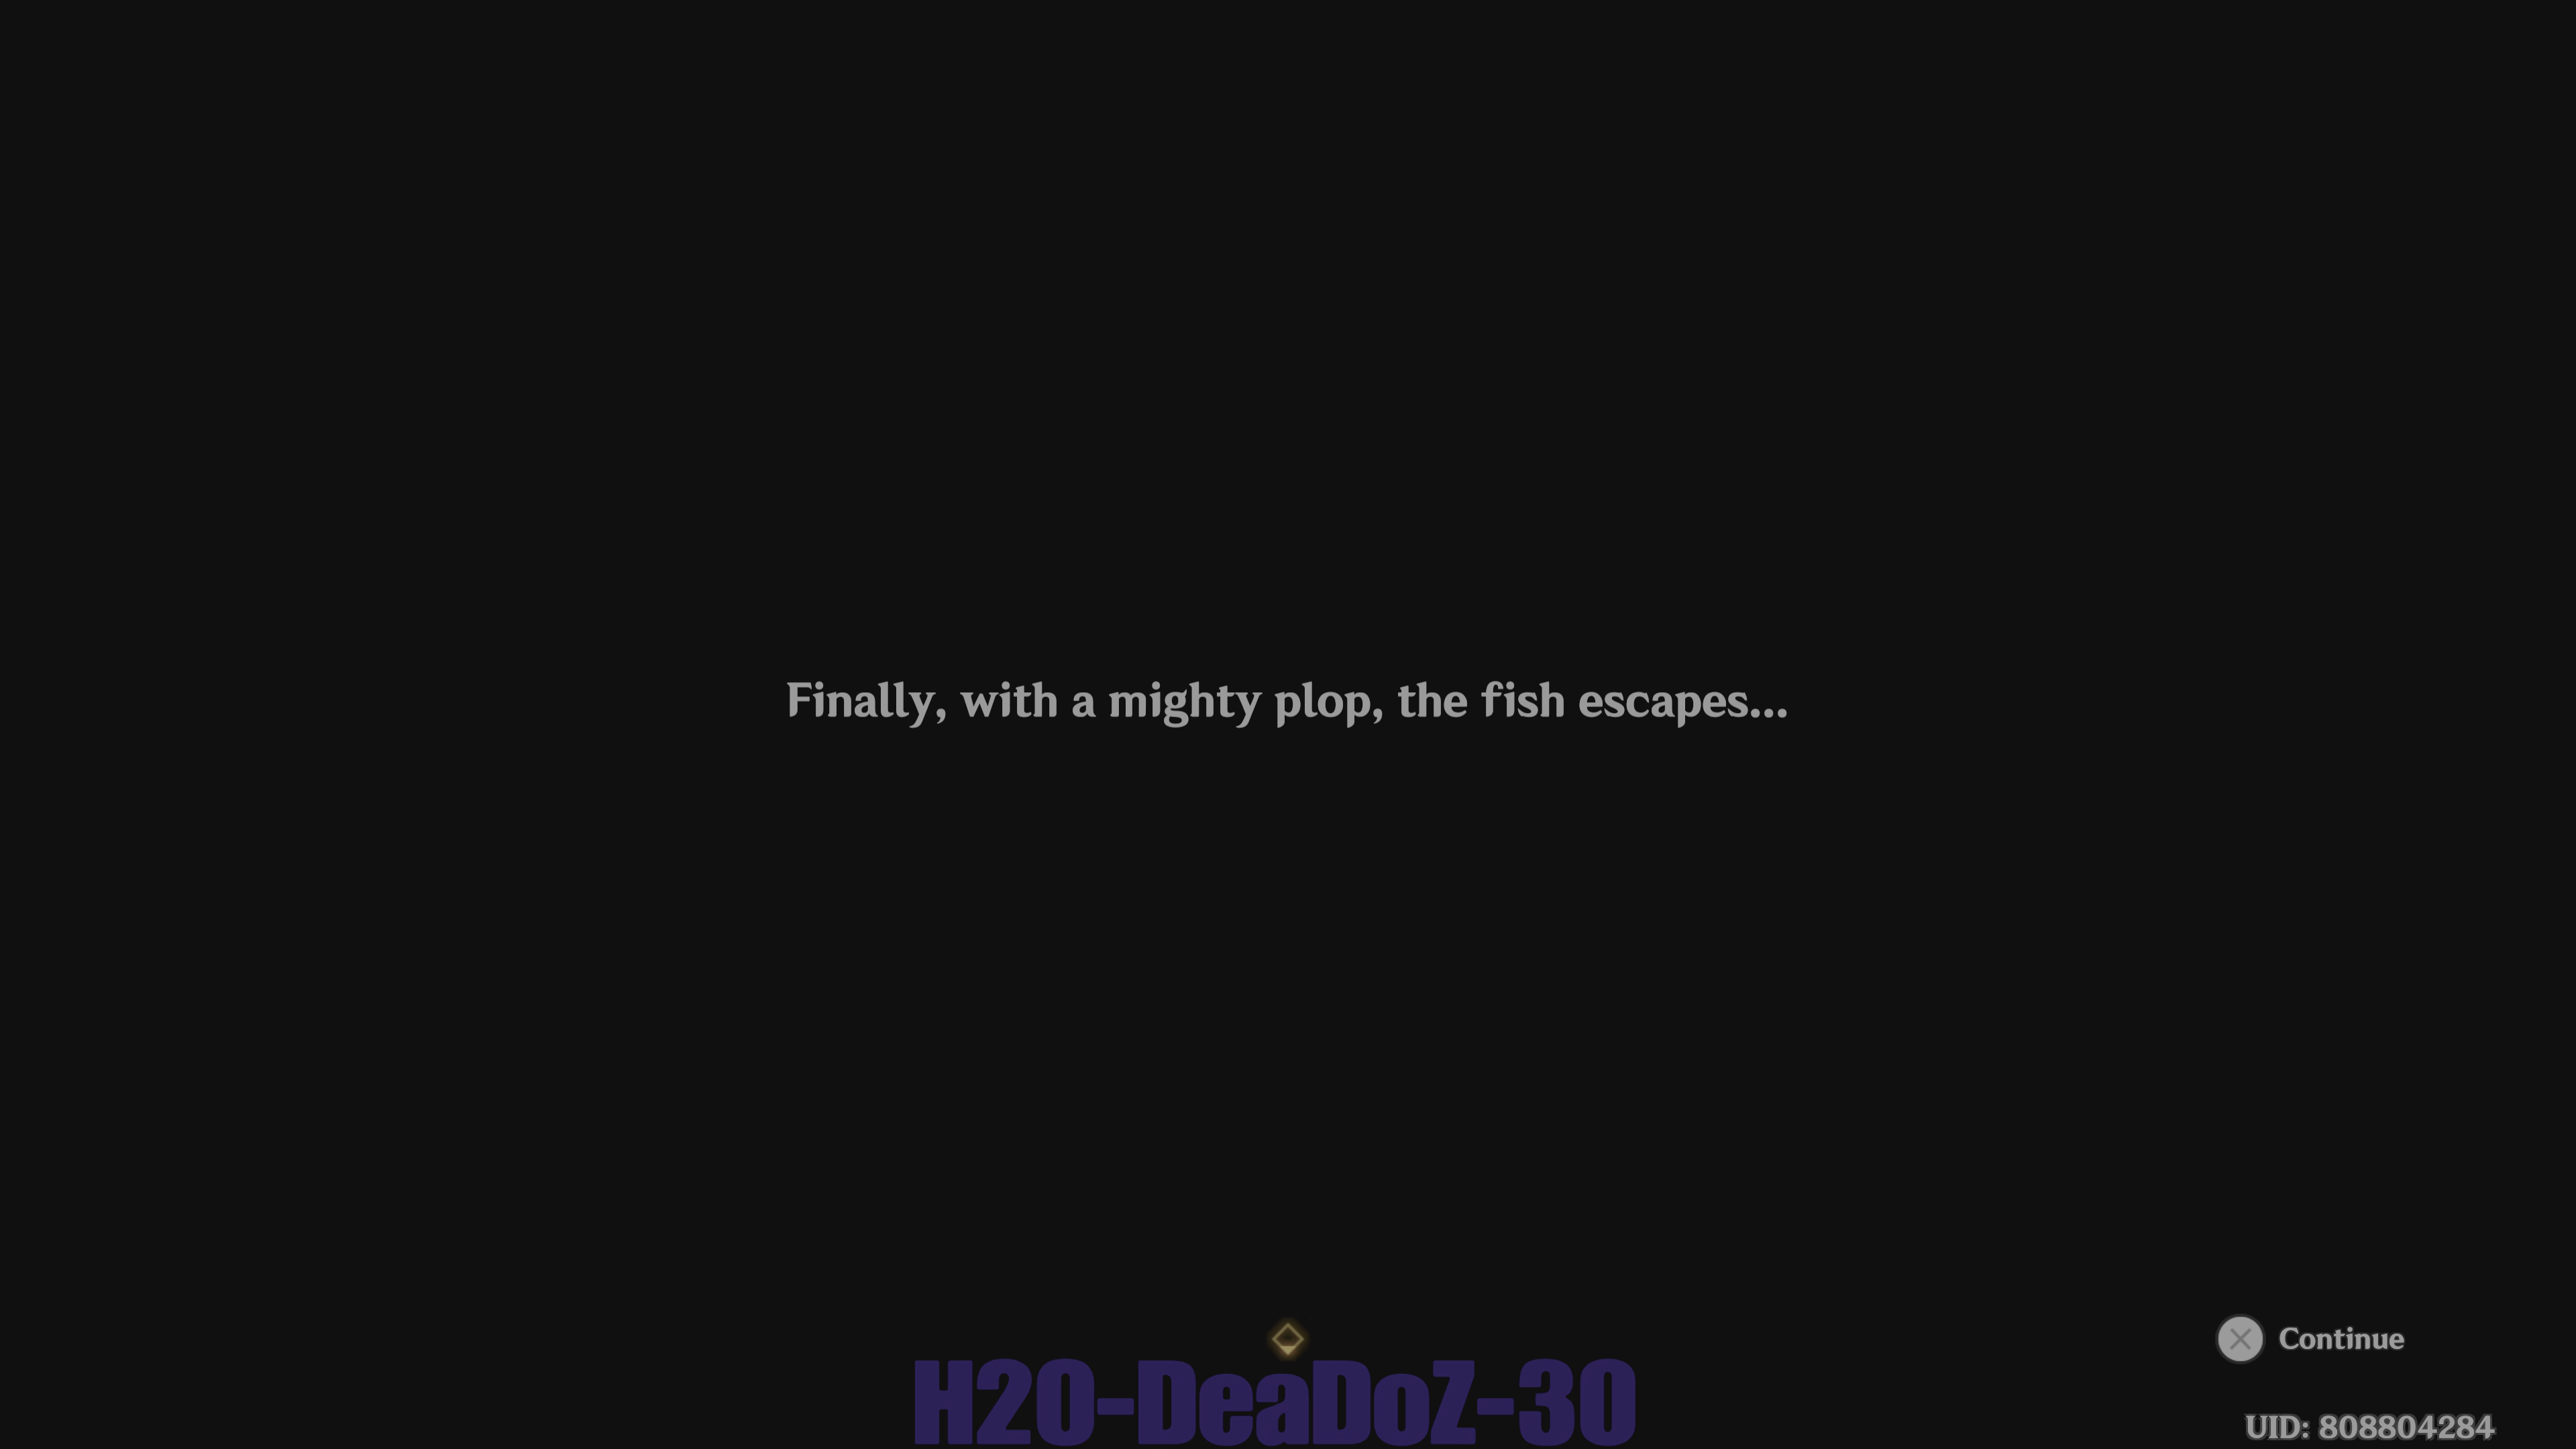 Finally, with a mighty plop, the fish escapes...
Continue
H2O-DeaDoZ-30
UID: 808804284